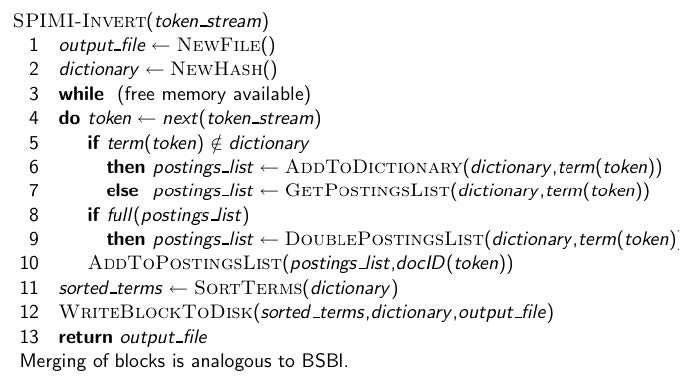 SPIMI-Invert(token_stream)
1 output_file ← NewFile()
2 dictionary ← NewHash()
3 while (free memory available)
4 do token ← next(token_stream)
5 if term(token) ∉ dictionary
6 then postings_list ← AddToDictionary(dictionary,term(token))
7 else postings_list ← GetPostingsList(dictionary,term(token))
8 if full(postings_list)
9 then postings_list ← DoublePostingsList(dictionary,term(token)
10 AddToPostingsList(postings_list,docID(token))
11 sorted_terms ← SortTerms(dictionary)
12 WriteBlockToDisk(sorted_terms,dictionary,output_file)
13 return output_file
Merging of blocks is analogous to BSBI.